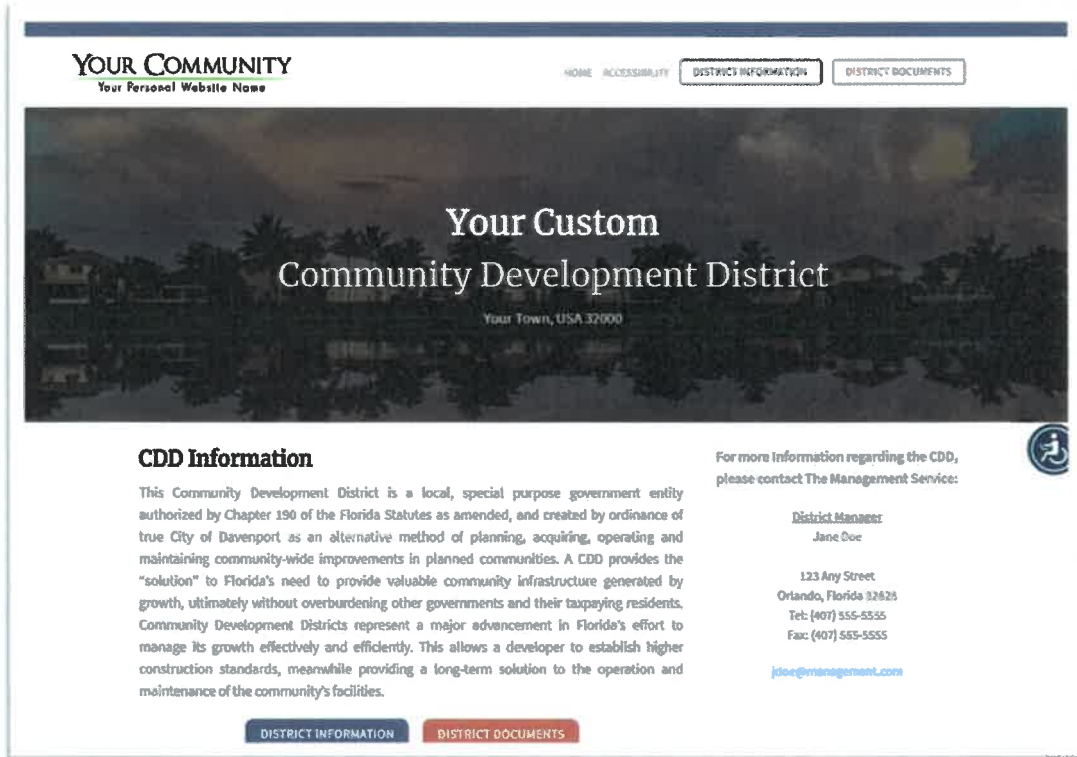 YOUR COMMUNITY
Your Personal Website Name
HOME ACCESSIBILITY DISTRICT INFORMATION DISTRICT DOCUMENTS
Your Custom
Community Development District
Your Town, USA 32000
CDD Information
This Community Development District is a local, special purpose government entity
authorized by Chapter 190 of the Florida Statutes as amended, and created by ordinance of
true City of Davenport as an alternative method of planning, acquiring, operating and
maintaining community-wide improvements in planned communities. A CDD provides the
"solution" to Florida's need to provide valuable community infrastructure generated by
growth, ultimately without overburdening other governments and their taxpaying residents.
Community Development Districts represent a major advancement in Florida's effort to
manage its growth effectively and efficiently. This allows a developer to establish higher
construction standards, meanwhile providing a long-term solution to the operation and
maintenance of the community's facilities.
For more information regarding the CDD,
please contact The Management Service:
District Manager
Jane Doe
123 Any Street
Orlando, Florida
Tel: (407) 555-5555
Fax: (407) 555-5555
jdoe@management.com
DISTRICT INFORMATION DISTRICT DOCUMENTS